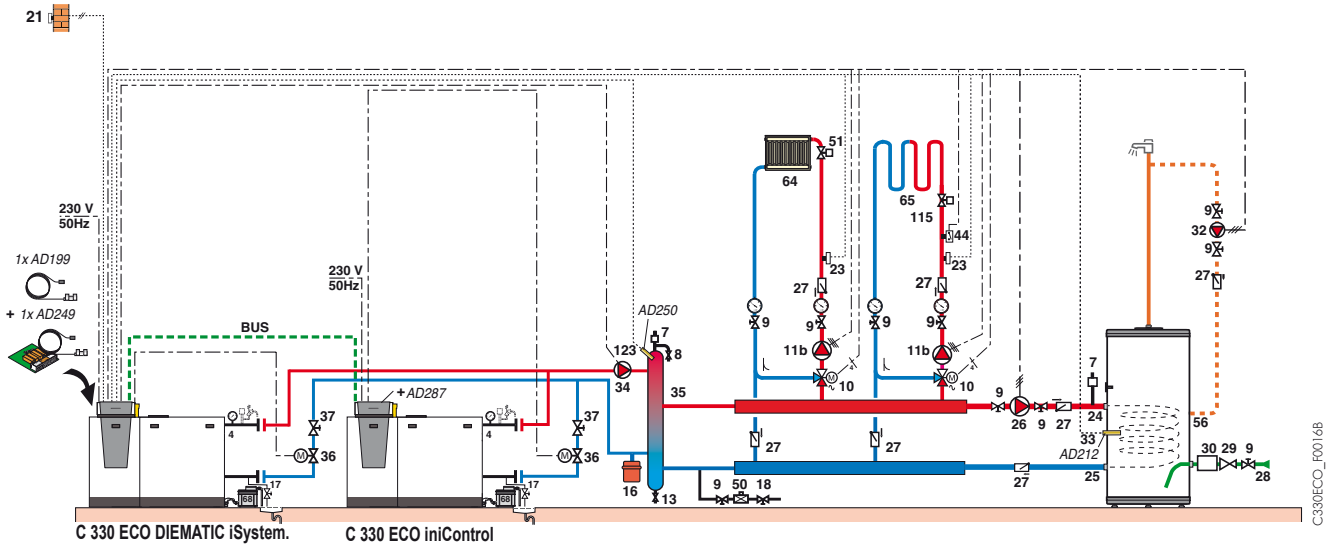 21
230 V
50Hz
1x AD199
+ 1x AD249
BUS
230 V
50Hz
+AD287
4
37
M
36
17
68
4
37
M
36
17
68
C 330 ECO DIEMATIC iSystem.
C 330 ECO iniControl
AD250
7
8
123
34
35
16
13
64
51
23
27
9
9
11b
M
10
27
65
115
44
23
27
9
9
11b
M
10
27
9
50
18
9
26
9
27
27
7
24
33
AD212
25
56
9
32
9
27
30
29
9
28
C330ECO_F0016B